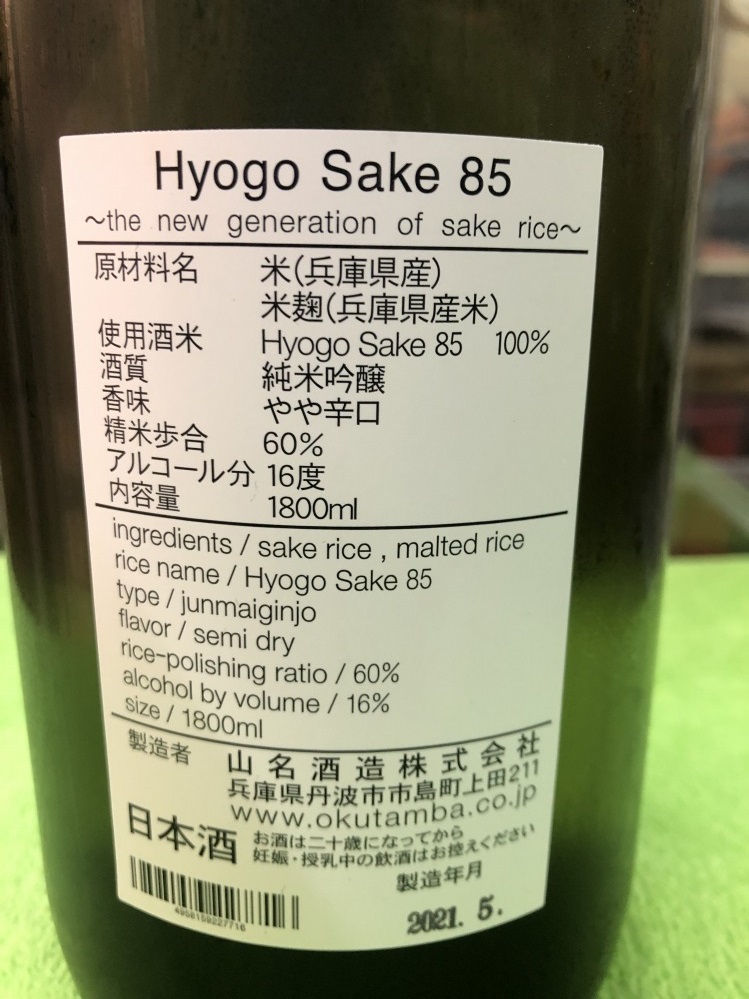 Hyogo Sake 85
～the new generation of sake rice～
原材料名 米(兵庫県産)
米麹(兵庫県産米)
使用酒米 Hyogo Sake 85 100%
酒質 純米吟醸
香味 やや辛口
精米歩合 60%
アルコール分 16度
内容量 1800ml
ingredients / sake rice , malted rice
rice name / Hyogo Sake 85
type / junmaiginjo
flavor / semi dry
rice-polishing ratio / 60%
alcohol by volume / 16%
size / 1800ml
製造者 山名酒造株式会社
兵庫県丹波市市島町上田211
www.okutamba.co.jp
日本酒 お酒は二十歳になってから
妊娠・授乳中の飲酒はお控えください
製造年月
4958159227716
2021. 5.